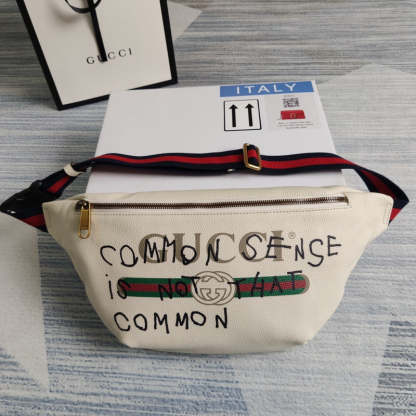 GUCCI
ITALY
GUCCI®
COMMON SENSE
iS NOT THAT
COMMON